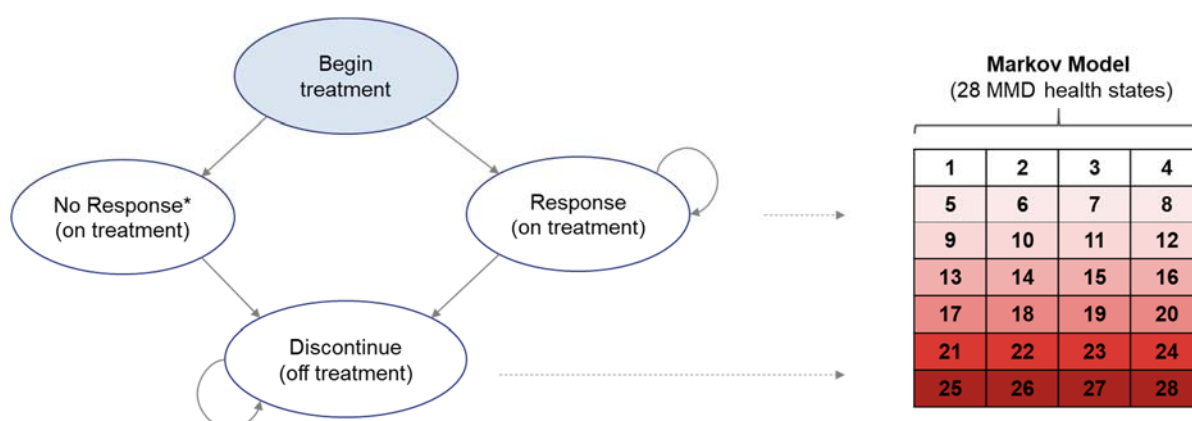 Begin
treatment
No Response*
(on treatment)
Response
(on treatment)
Discontinue
(off treatment)
Markov Model
(28 MMD health states)
1 2 3 4
5 6 7 8
9 10 11 12
13 14 15 16
17 18 19 20
21 22 23 24
25 26 27 28